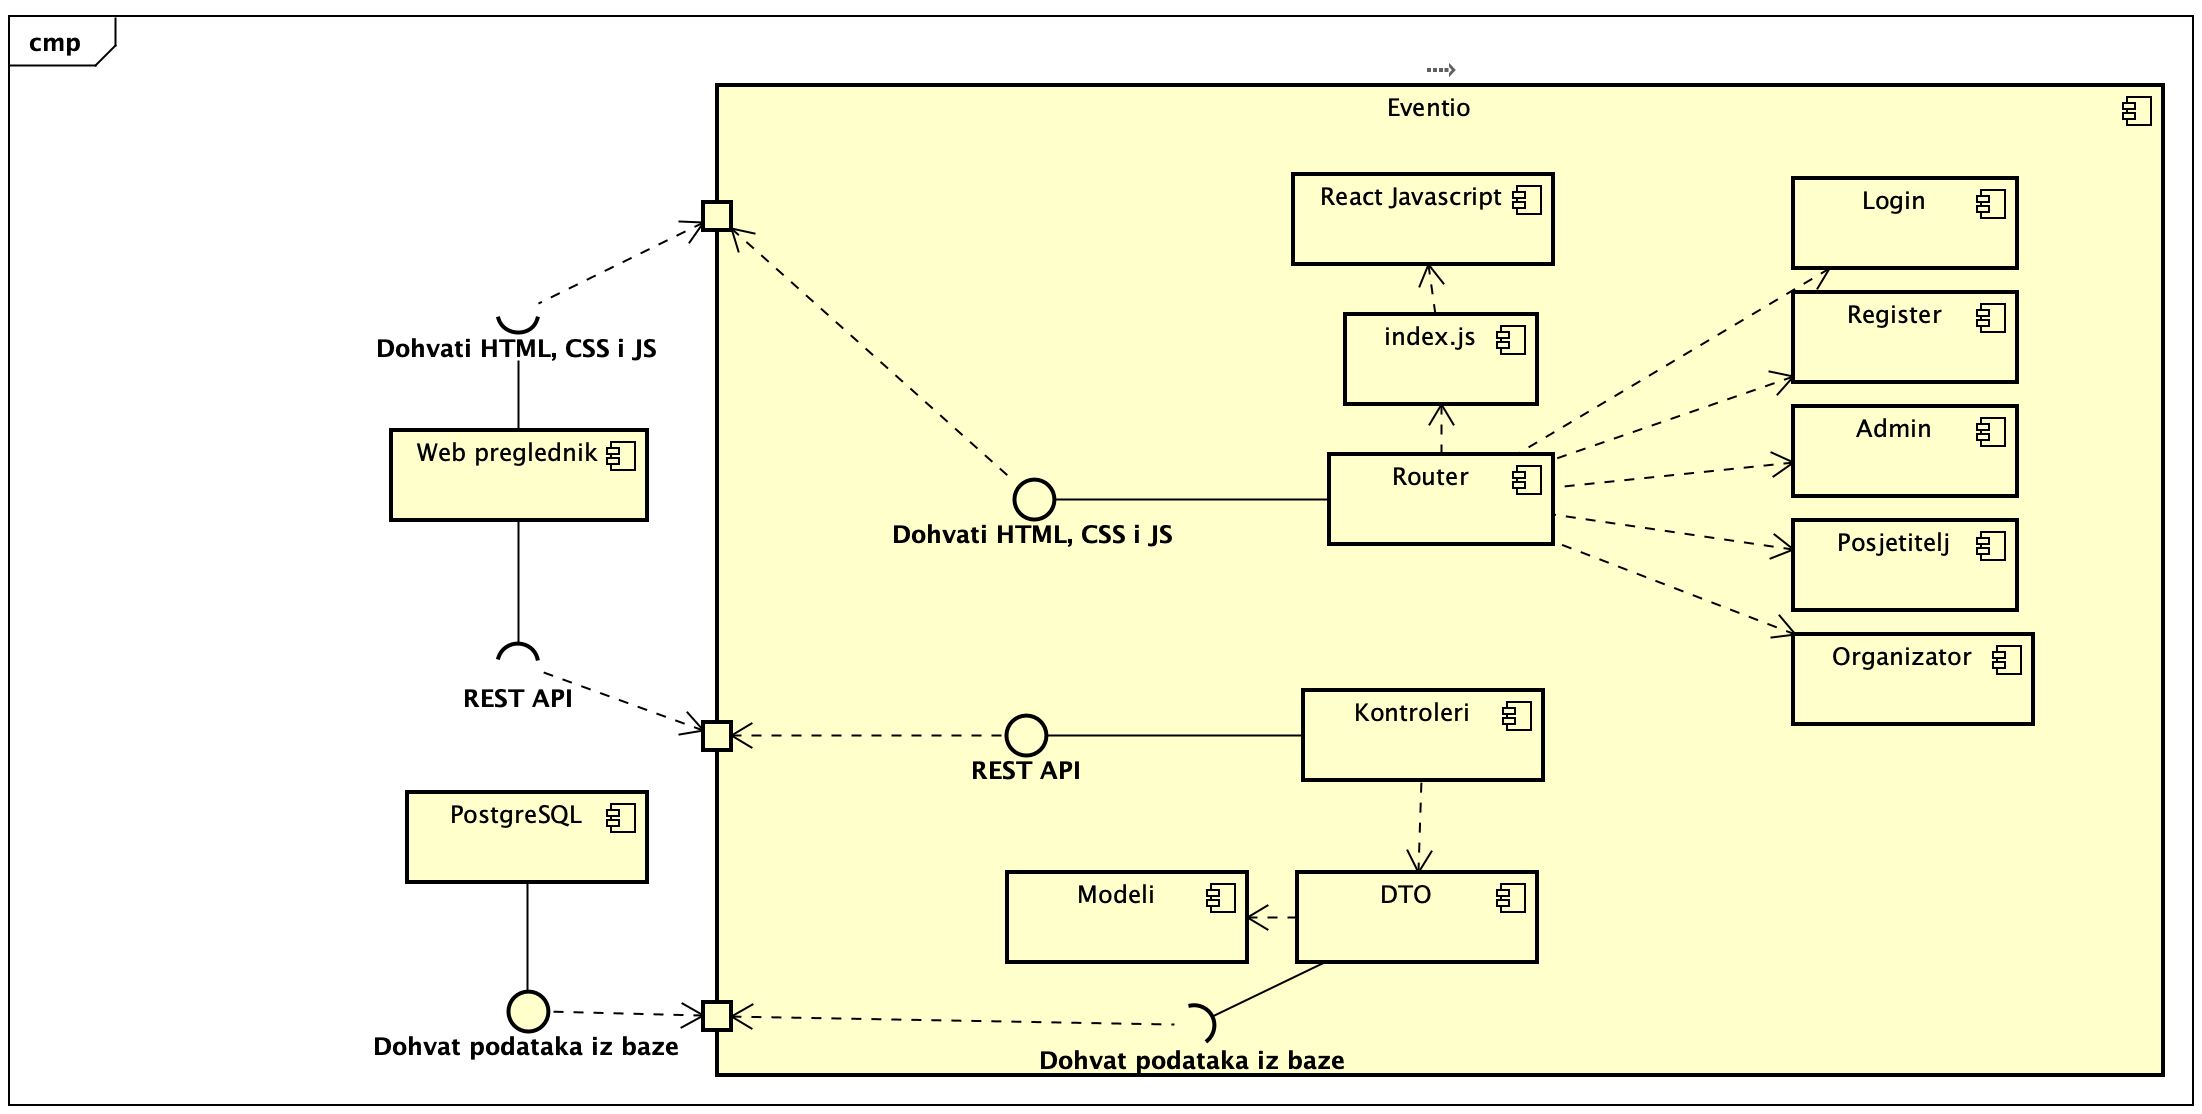 cmp
Eventio
React Javascript
Login
index.js
Register
Dohvati HTML, CSS i JS
Web preglednik
Admin
Router
Dohvati HTML, CSS i JS
Posjetitelj
Organizator
REST API
Kontroleri
REST API
PostgreSQL
Modeli
DTO
Dohvat podataka iz baze
Dohvat podataka iz baze